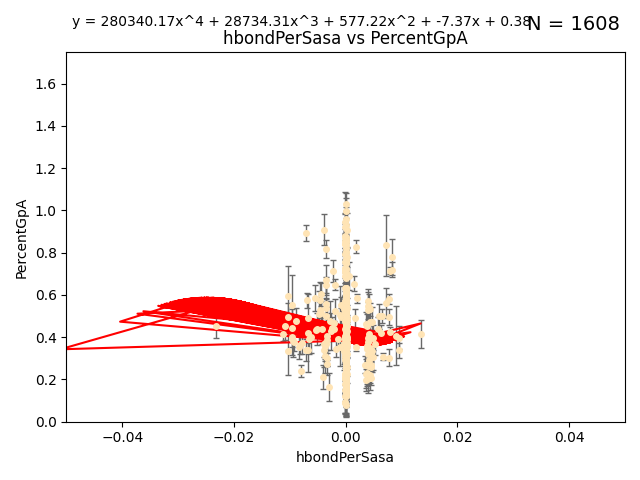 y = 280340.17x^4 + 28734.31x^3 + 577.22x^2 + -7.37x + 0.38
N = 1608
hbondPerSasa vs PercentGpA
PercentGpA
1.6
1.4
1.2
1.0
0.8
0.6
0.4
0.2
0.0
−0.04 −0.02 0.00 0.02 0.04
hbondPerSasa